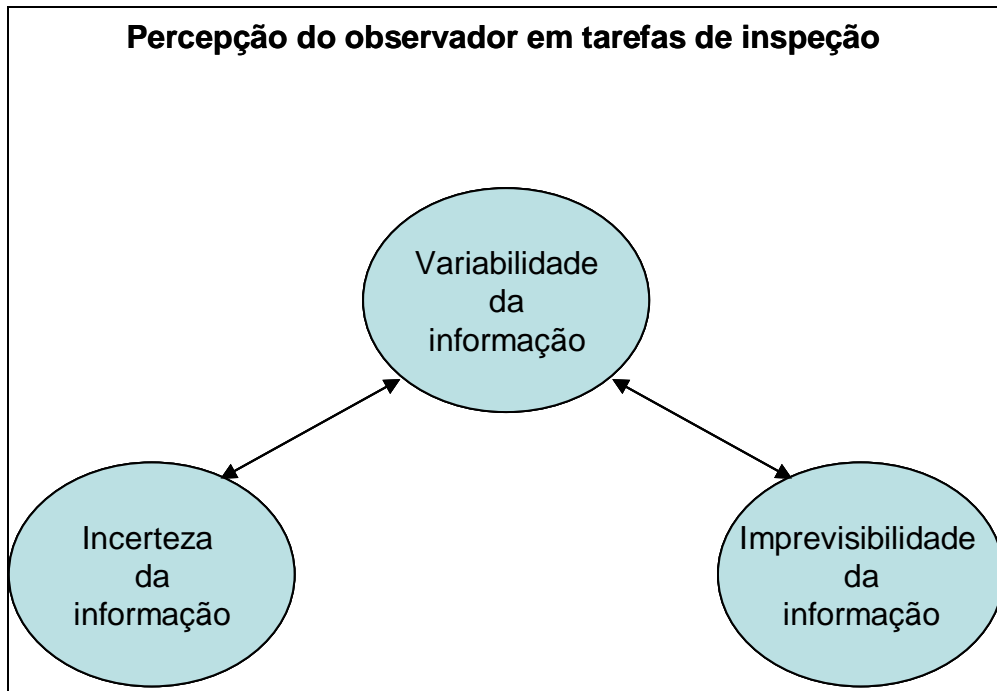 Percepção do observador em tarefas de inspeção
Variabilidade
da
informação
Incerteza
da
informação
Imprevisibilidade
da
informação